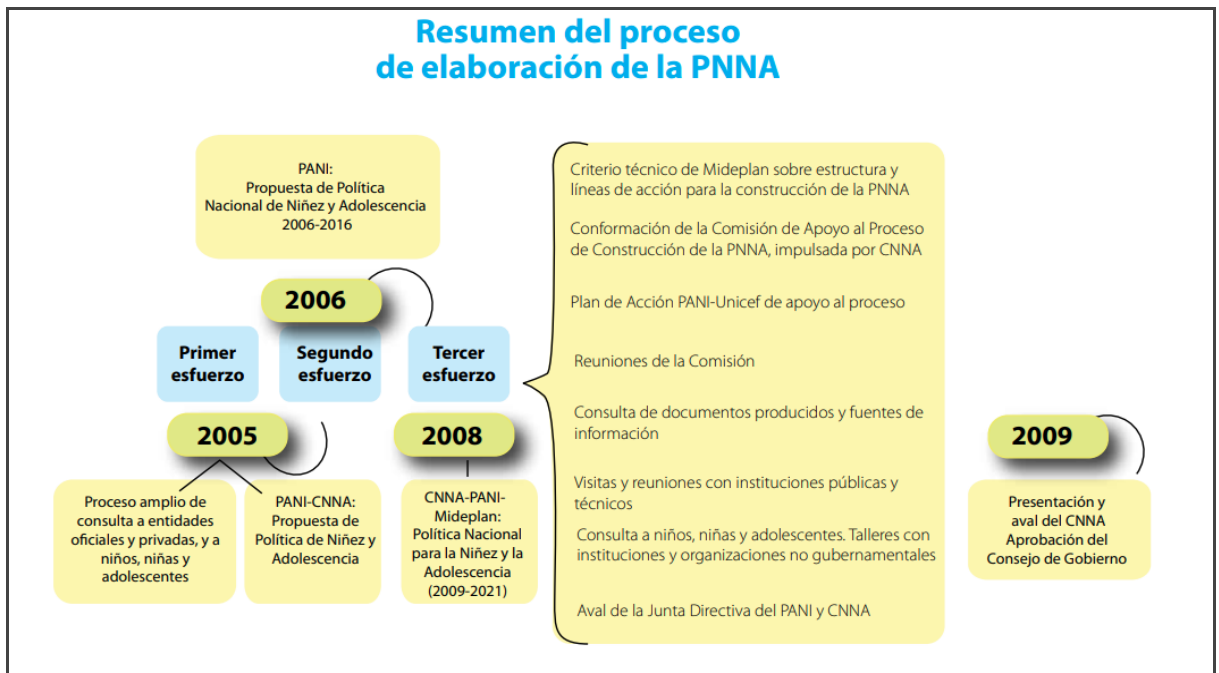 Resumen del proceso
de elaboración de la PNNA
PANI:
Propuesta de Política
Nacional de Niñez y Adolescencia
2006-2016
2006
Primer
esfuerzo
Segundo
esfuerzo
Tercer
esfuerzo
2005
2008
Proceso amplio de
consulta a entidades
oficiales y privadas, y a
niños, niñas y
adolescentes
PANI-CNNA:
Propuesta de
Política de Niñez y
Adolescencia
CNNA-PANI-
Mideplan:
Política Nacional
para la Niñez y la
Adolescencia
(2009-2021)
Criterio técnico de Mideplan sobre estructura y
líneas de acción para la construcción de la PNNA
Conformación de la Comisión de Apoyo al Proceso
de Construcción de la PNNA, impulsada por CNNA
Plan de Acción PANI-Unicef de apoyo al proceso
Reuniones de la Comisión
Consulta de documentos producidos y fuentes de
información
Visitas y reuniones con instituciones públicas y
técnicos
Consulta a niños, niñas y adolescentes. Talleres con
instituciones y organizaciones no gubernamentales
Aval de la Junta Directiva del PANI y CNNA
2009
Presentación y
aval del CNNA
Aprobación del
Consejo de Gobierno